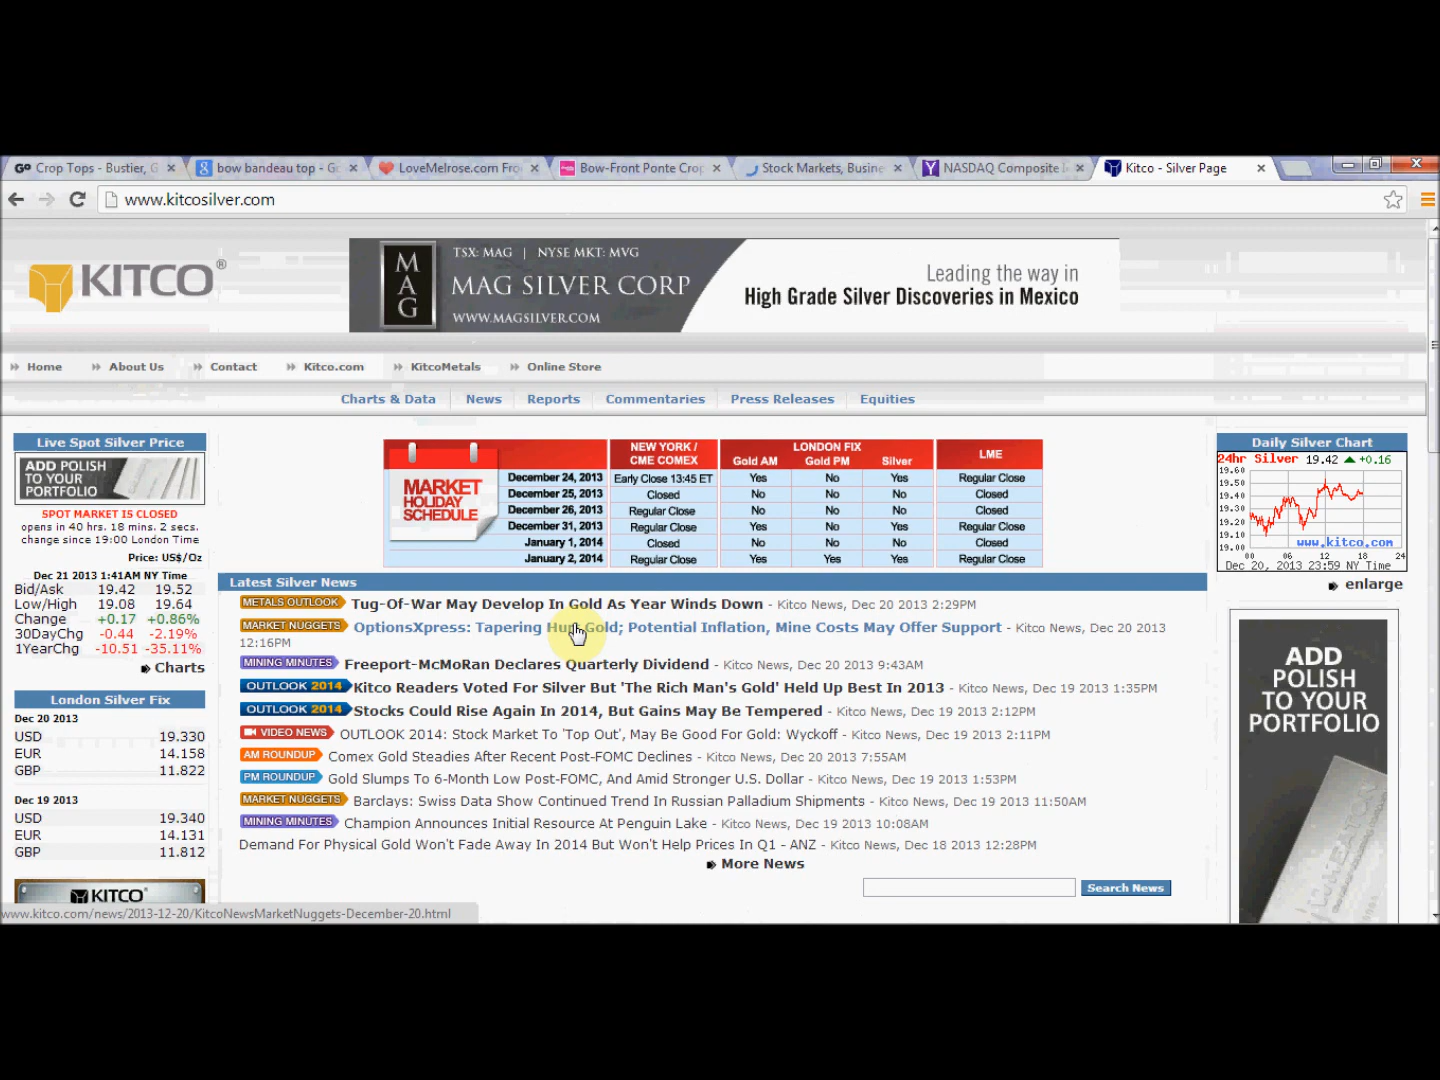 GO Crop Tops - Bustier, G
bow bandeau top - Go
LoveMelrose.com Fro
Bow-Front Ponte Crop
Stock Markets, Busine
NASDAQ Composite I
Kitco - Silver Page
www.kitcosilver.com
KITCO®
MAG
TSX: MAG | NYSE MKT: MVG
MAG SILVER CORP
WWW.MAGSILVER.COM
Leading the way in
High Grade Silver Discoveries in Mexico
Home About Us Contact Kitco.com KitcoMetals Online Store
Charts & Data News Reports Commentaries Press Releases Equities
Live Spot Silver Price
ADD POLISH
TO YOUR
PORTFOLIO
SPOT MARKET IS CLOSED
opens in 40 hrs. 18 mins. 2 secs.
change since 19:00 London Time
Price: US$/Oz
Dec 21 2013 1:41AM NY Time
Bid/Ask 19.42 19.52
Low/High 19.08 19.64
Change +0.17 +0.86%
30DayChg -0.44 -2.19%
1YearChg -10.51 -35.11%
Charts
London Silver Fix
Dec 20 2013
USD 19.330
EUR 14.158
GBP 11.822
Dec 19 2013
USD 19.340
EUR 14.131
GBP 11.812
KITCO®
MARKET
HOLIDAY
SCHEDULE
NEW YORK / LONDON FIX LME
CME COMEX Gold AM Gold PM Silver
December 24, 2013 Early Close 13:45 ET Yes No Yes Regular Close
December 25, 2013 Closed No No No Closed
December 26, 2013 Regular Close No No No Closed
December 31, 2013 Regular Close Yes No Yes Regular Close
January 1, 2014 Closed No No No Closed
January 2, 2014 Regular Close Yes Yes Yes Regular Close
Latest Silver News
METALS OUTLOOK Tug-Of-War May Develop In Gold As Year Winds Down - Kitco News, Dec 20 2013 2:29PM
MARKET NUGGETS OptionsXpress: Tapering Hurt Gold; Potential Inflation, Mine Costs May Offer Support - Kitco News, Dec 20 2013
12:16PM
MINING MINUTES Freeport-McMoRan Declares Quarterly Dividend - Kitco News, Dec 20 2013 9:43AM
OUTLOOK 2014 Kitco Readers Voted For Silver But 'The Rich Man's Gold' Held Up Best In 2013 - Kitco News, Dec 19 2013 1:35PM
OUTLOOK 2014 Stocks Could Rise Again In 2014, But Gains May Be Tempered - Kitco News, Dec 19 2013 2:12PM
VIDEO NEWS OUTLOOK 2014: Stock Market To 'Top Out', May Be Good For Gold: Wyckoff - Kitco News, Dec 19 2013 2:11PM
AM ROUNDUP Comex Gold Steadies After Recent Post-FOMC Declines - Kitco News, Dec 20 2013 7:55AM
PM ROUNDUP Gold Slumps To 6-Month Low Post-FOMC, And Amid Stronger U.S. Dollar - Kitco News, Dec 19 2013 1:53PM
MARKET NUGGETS Barclays: Swiss Data Show Continued Trend In Russian Palladium Shipments - Kitco News, Dec 19 2013 11:50AM
MINING MINUTES Champion Announces Initial Resource At Penguin Lake - Kitco News, Dec 19 2013 10:08AM
Demand For Physical Gold Won't Fade Away In 2014 But Won't Help Prices In Q1 - ANZ - Kitco News, Dec 18 2013 12:28PM
More News
Search News
Daily Silver Chart
24hr Silver 19.42 +0.16
19.60
19.50
19.40
19.30
19.20
19.10
19.00
www.kitco.com
00 06 12 18 24
Dec 20, 2013 23:59 NY Time
enlarge
ADD
POLISH
TO YOUR
PORTFOLIO
www.kitco.com/news/2013-12-20/KitcoNewsMarketNuggets-December-20.html